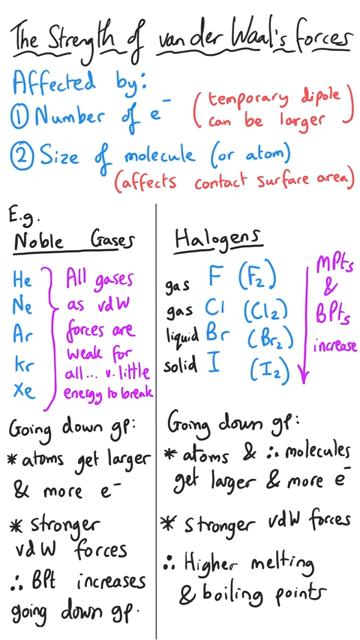 The Strength of van der Waal's forces
Affected by:
① Number of e⁻ (temporary dipole can be larger)
② Size of molecule (or atom)
(affects contact surface area)
E.g.
Noble Gases
He
Ne
Ar
Kr
Xe
All gases
as vdW
forces are
weak for
all... v. little
energy to break
Going down gp:
* atoms get larger
& more e⁻
* stronger
vdW forces
∴ BPt increases
going down gp.
Halogens
gas F (F₂)
gas Cl (Cl₂)
liquid Br (Br₂)
solid I (I₂)
MPts
&
BPts
increase
Going down gp:
* atoms & ∴ molecules
get larger & more e⁻
* stronger vdW forces
∴ Higher melting
& boiling points